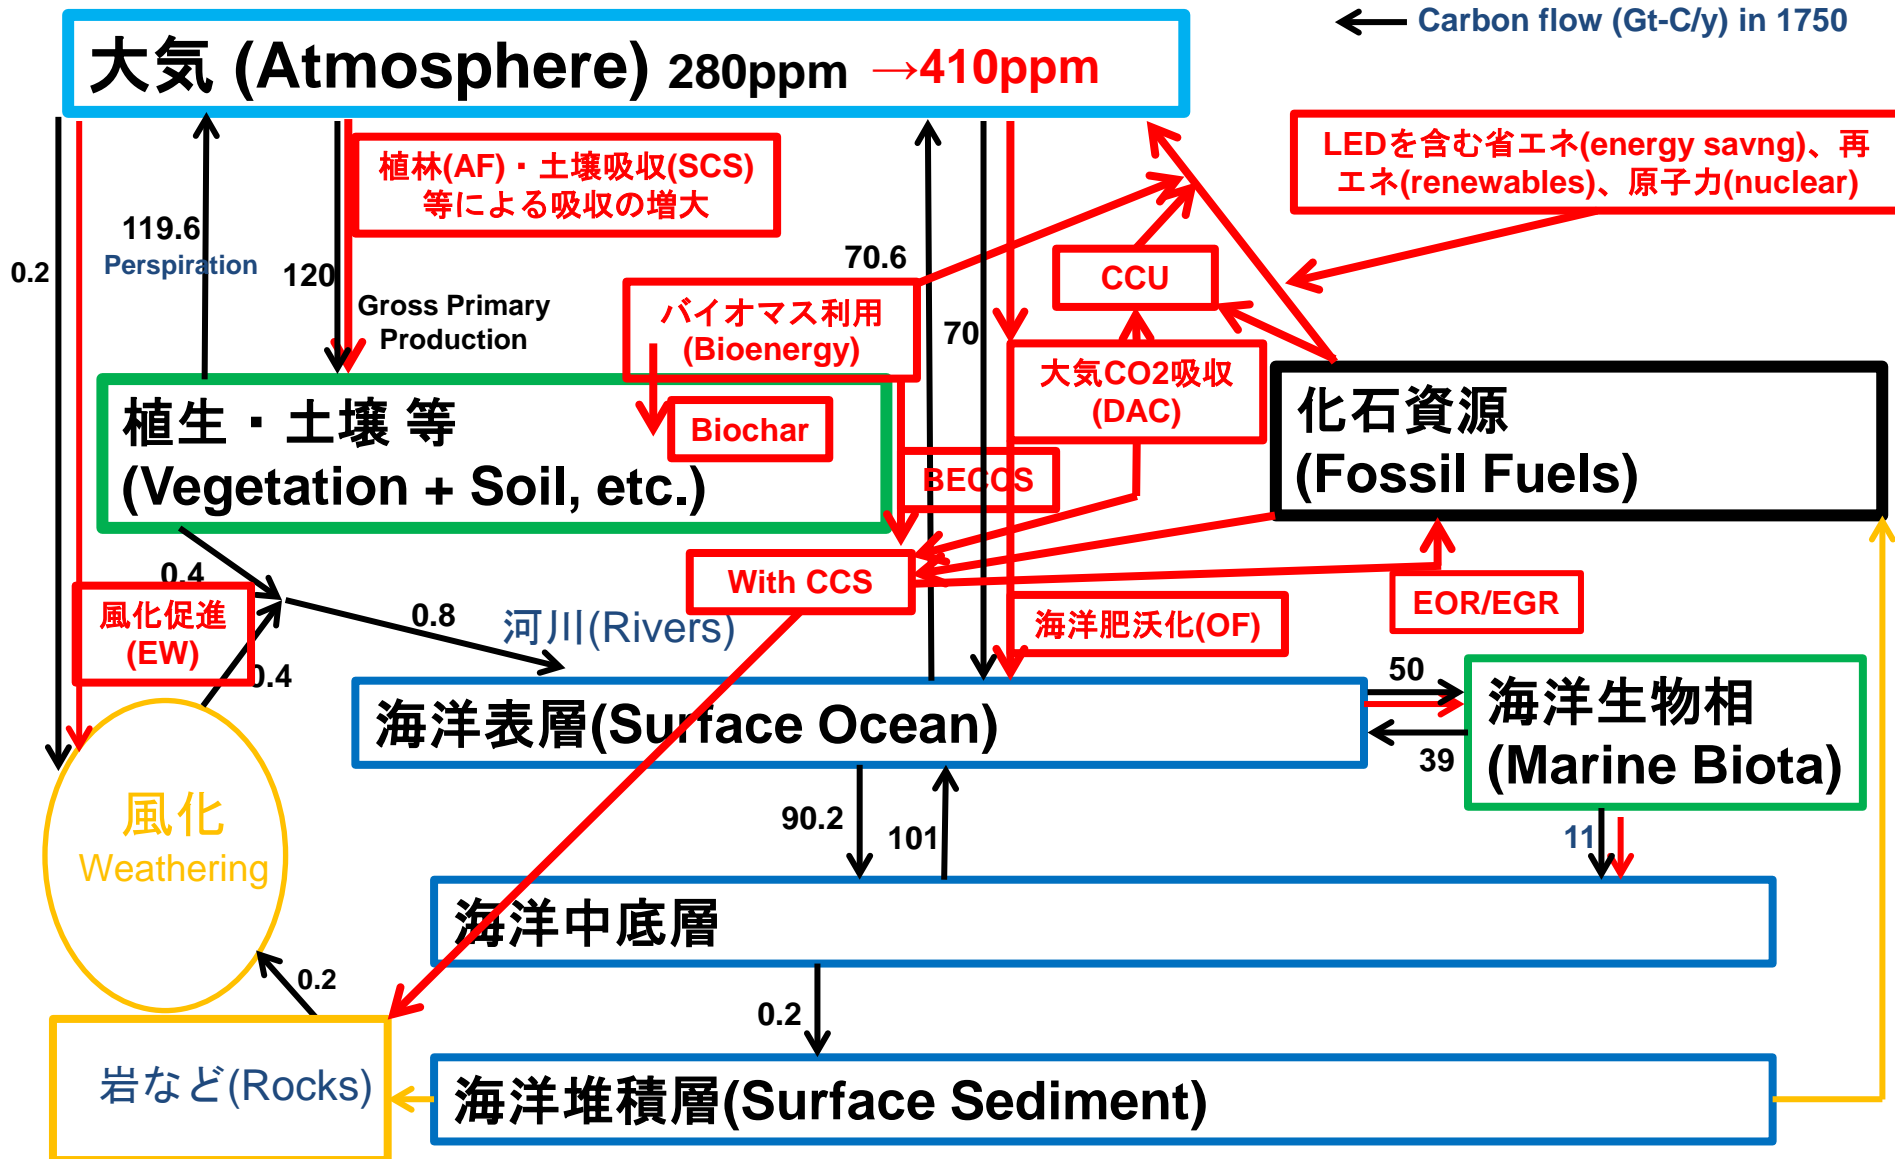 Carbon flow (Gt-C/y) in 1750
大気 (Atmosphere) 280ppm →410ppm
LEDを含む省エネ(energy savng)、再
エネ(renewables)、原子力(nuclear)
植林(AF)・土壌吸収(SCS)
等による吸収の増大
119.6
Perspiration
0.2
120
Gross Primary
Production
70.6
70
CCU
バイオマス利用
(Bioenergy)
大気CO2吸収
(DAC)
植生・土壌 等
(Vegetation + Soil, etc.)
Biochar
BECCS
化石資源
(Fossil Fuels)
With CCS
EOR/EGR
0.4
風化促進
(EW)
0.4
0.8
河川(Rivers)
海洋肥沃化(OF)
海洋表層(Surface Ocean)
50
39
海洋生物相
(Marine Biota)
90.2
101
11
風化
Weathering
海洋中底層
0.2
0.2
岩など(Rocks)
海洋堆積層(Surface Sediment)